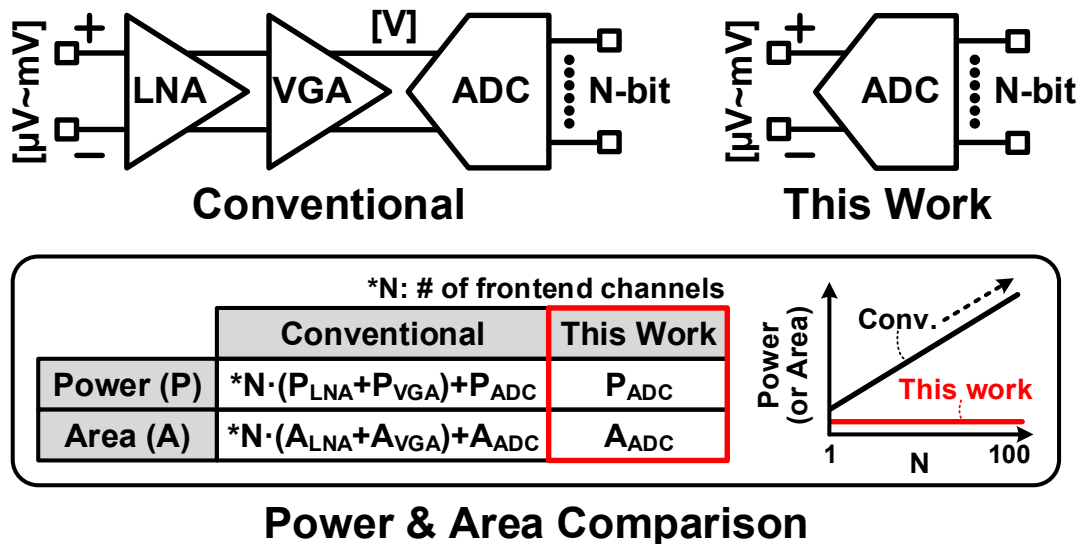 [µV~mV]
+
−
LNA
VGA
[V]
ADC
N-bit
Conventional
[µV~mV]
+
−
ADC
N-bit
This Work
*N: # of frontend channels
Conventional
This Work
Power (P)
*N·(PLNA+PVGA)+PADC
PADC
Area (A)
*N·(ALNA+AVGA)+AADC
AADC
Power
(or Area)
Conv.
This work
1
N
100
Power & Area Comparison